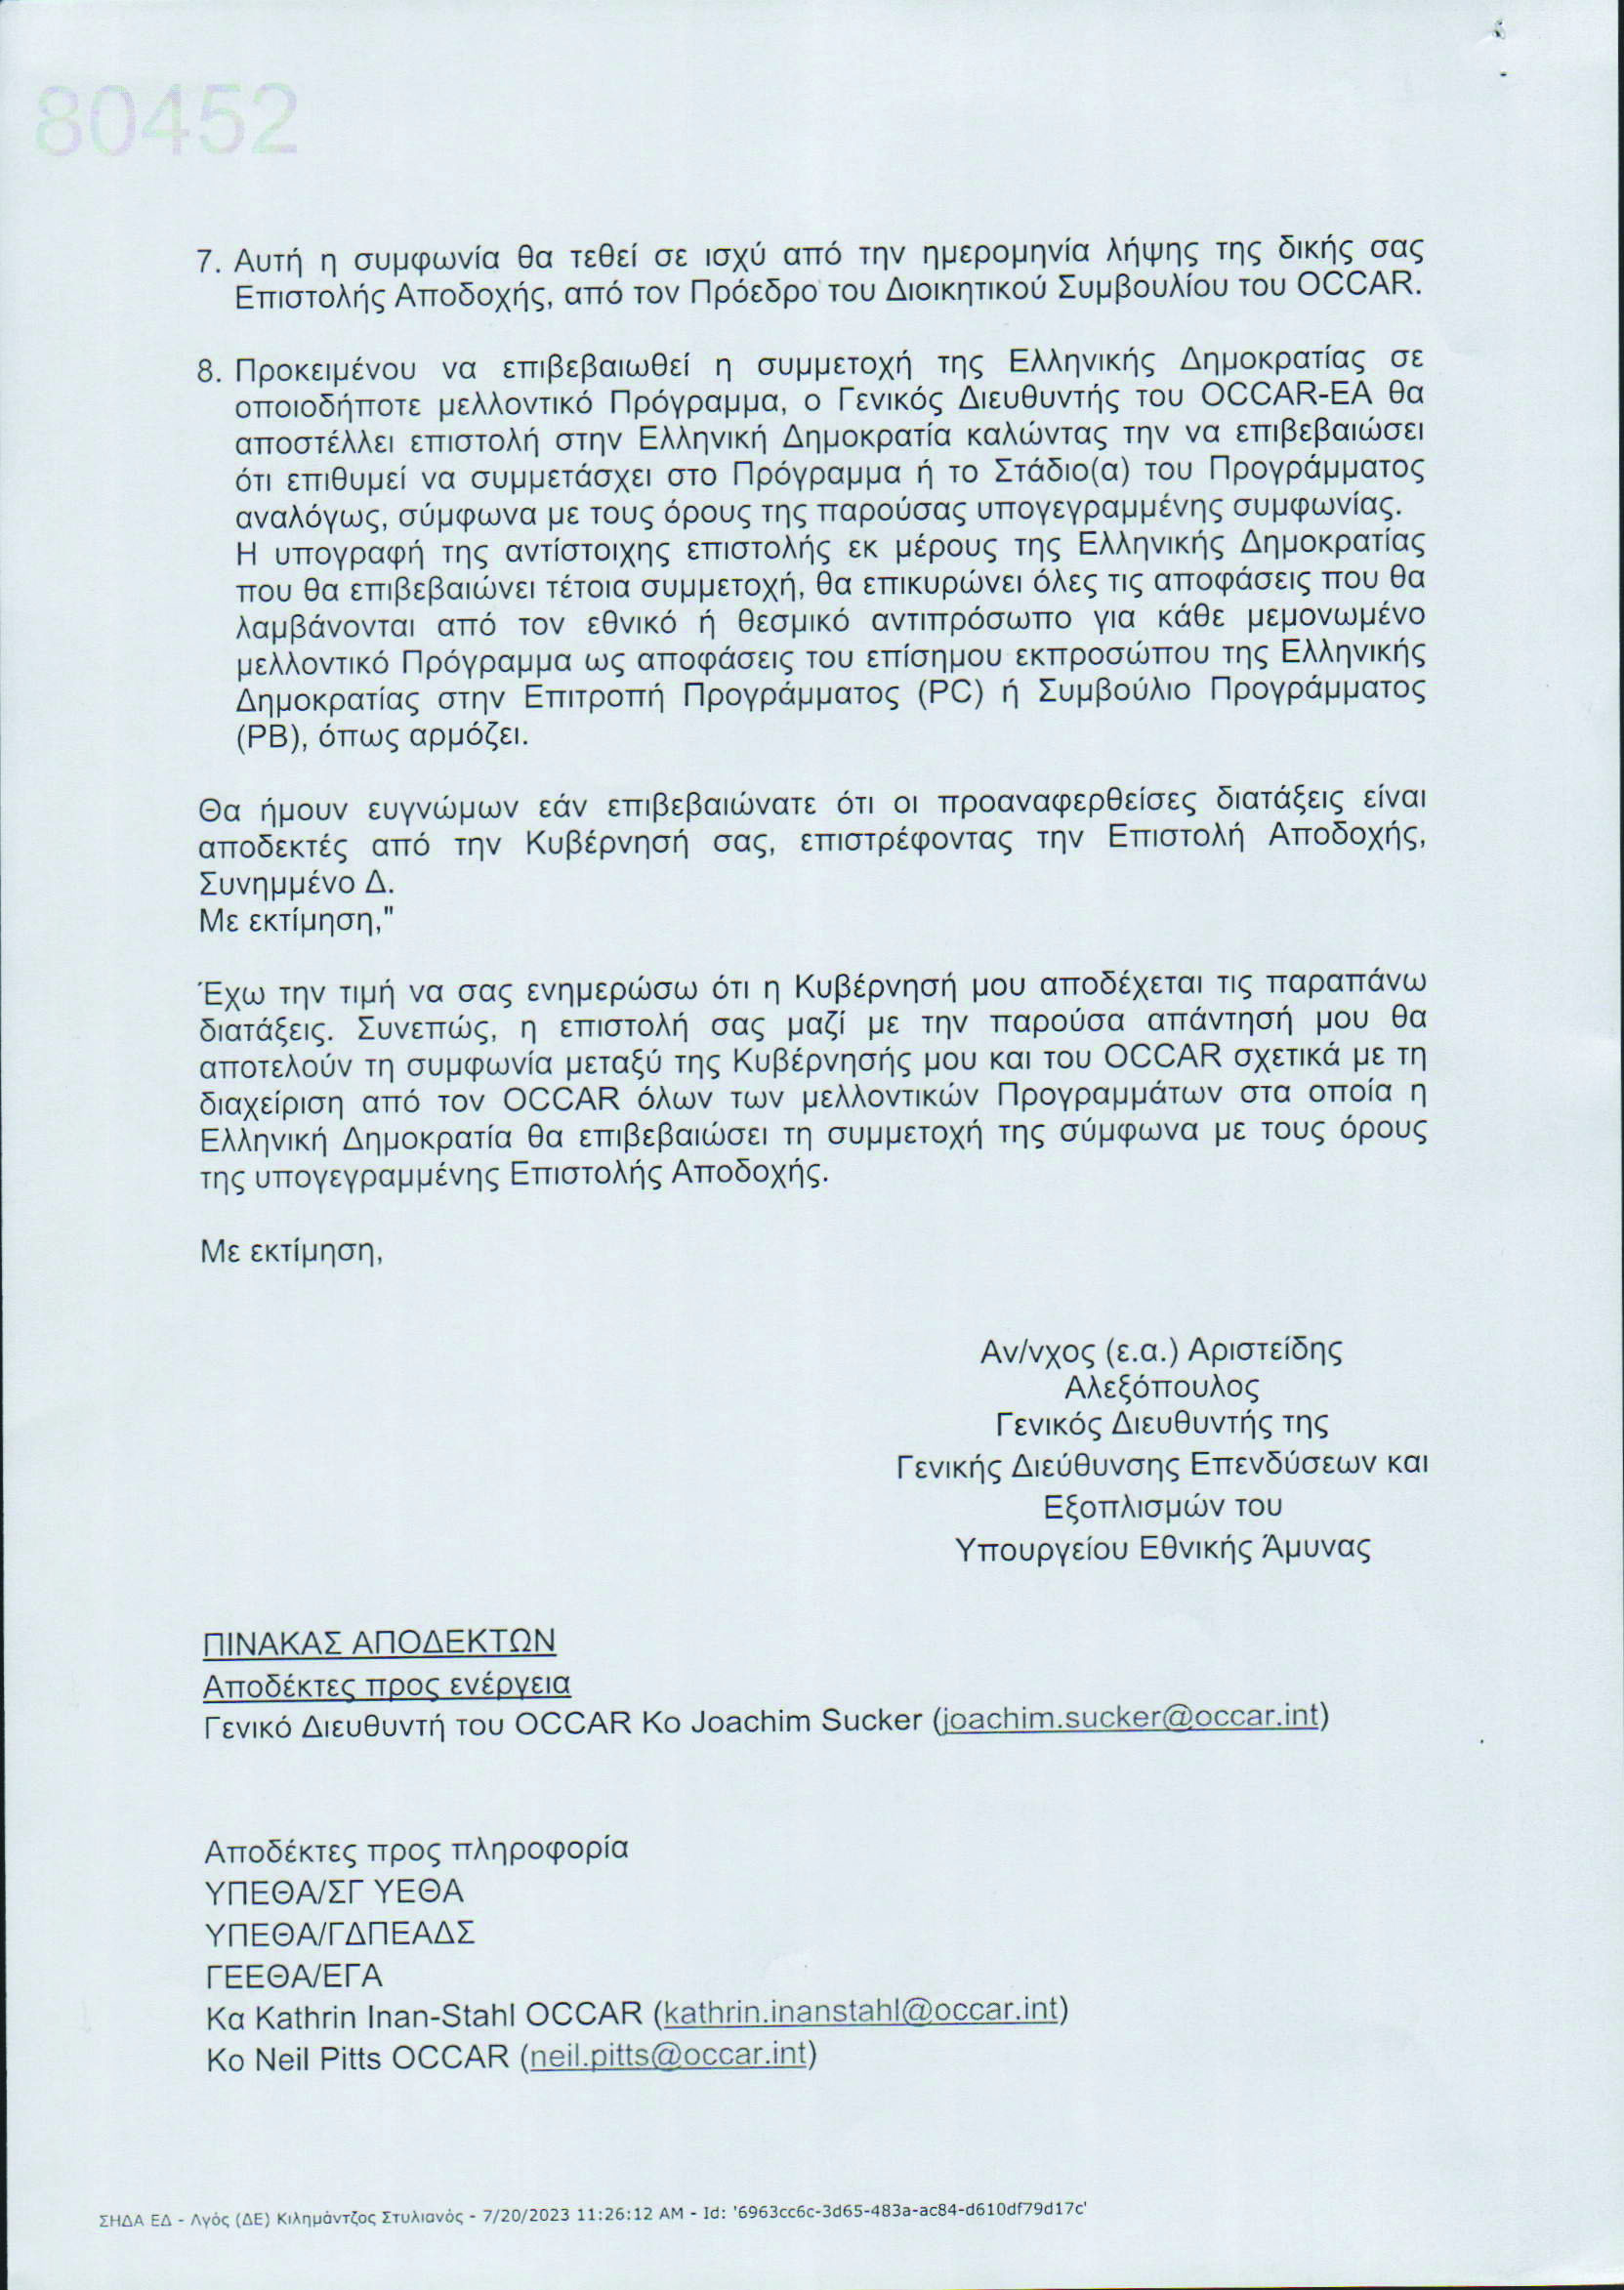 80452
7. Αυτή η συμφωνία θα τεθεί σε ισχύ από την ημερομηνία λήψης της δικής σας
Επιστολής Αποδοχής, από τον Πρόεδρο του Διοικητικού Συμβουλίου του OCCAR.
8. Προκειμένου να επιβεβαιωθεί η συμμετοχή της Ελληνικής Δημοκρατίας σε
οποιοδήποτε μελλοντικό Πρόγραμμα, ο Γενικός Διευθυντής του OCCAR-EA θα
αποστέλλει επιστολή στην Ελληνική Δημοκρατία καλώντας την να επιβεβαιώσει
ότι επιθυμεί να συμμετάσχει στο Πρόγραμμα ή το Στάδιο(α) του Προγράμματος
αναλόγως, σύμφωνα με τους όρους της παρούσας υπογεγραμμένης συμφωνίας.
Η υπογραφή της αντίστοιχης επιστολής εκ μέρους της Ελληνικής Δημοκρατίας
που θα επιβεβαιώνει τέτοια συμμετοχή, θα επικυρώνει όλες τις αποφάσεις που θα
λαμβάνονται από τον εθνικό ή θεσμικό αντιπρόσωπο για κάθε μεμονωμένο
μελλοντικό Πρόγραμμα ως αποφάσεις του επίσημου εκπροσώπου της Ελληνικής
Δημοκρατίας στην Επιτροπή Προγράμματος (PC) ή Συμβούλιο Προγράμματος
(PB), όπως αρμόζει.
Θα ήμουν ευγνώμων εάν επιβεβαιώνατε ότι οι προαναφερθείσες διατάξεις είναι
αποδεκτές από την Κυβέρνησή σας, επιστρέφοντας την Επιστολή Αποδοχής,
Συνημμένο Δ.
Με εκτίμηση,"
Έχω την τιμή να σας ενημερώσω ότι η Κυβέρνησή μου αποδέχεται τις παραπάνω
διατάξεις. Συνεπώς, η επιστολή σας μαζί με την παρούσα απάντησή μου θα
αποτελούν τη συμφωνία μεταξύ της Κυβέρνησής μου και του OCCAR σχετικά με τη
διαχείριση από τον OCCAR όλων των μελλοντικών Προγραμμάτων στα οποία η
Ελληνική Δημοκρατία θα επιβεβαιώσει τη συμμετοχή της σύμφωνα με τους όρους
της υπογεγραμμένης Επιστολής Αποδοχής.
Με εκτίμηση,
Αν/νχος (ε.α.) Αριστείδης
Αλεξόπουλος
Γενικός Διευθυντής της
Γενικής Διεύθυνσης Επενδύσεων και
Εξοπλισμών του
Υπουργείου Εθνικής Άμυνας
ΠΙΝΑΚΑΣ ΑΠΟΔΕΚΤΩΝ
Αποδέκτες προς ενέργεια
Γενικό Διευθυντή του OCCAR Κο Joachim Sucker (joachim.sucker@occar.int)
Αποδέκτες προς πληροφορία
ΥΠΕΘΑ/ΣΓ ΥΕΘΑ
ΥΠΕΘΑ/ΓΔΠΕΑΔΣ
ΓΕΕΘΑ/ΕΓΑ
Κα Kathrin Inan-Stahl OCCAR (kathrin.inanstahl@occar.int)
Κο Neil Pitts OCCAR (neil.pitts@occar.int)
ΣΗΔΑ ΕΔ - Λγός (ΔΕ) Κιλημάντζος Στυλιανός - 7/20/2023 11:26:12 AM - Id: '6963cc6c-3d65-483a-ac84-d610df79d17c'